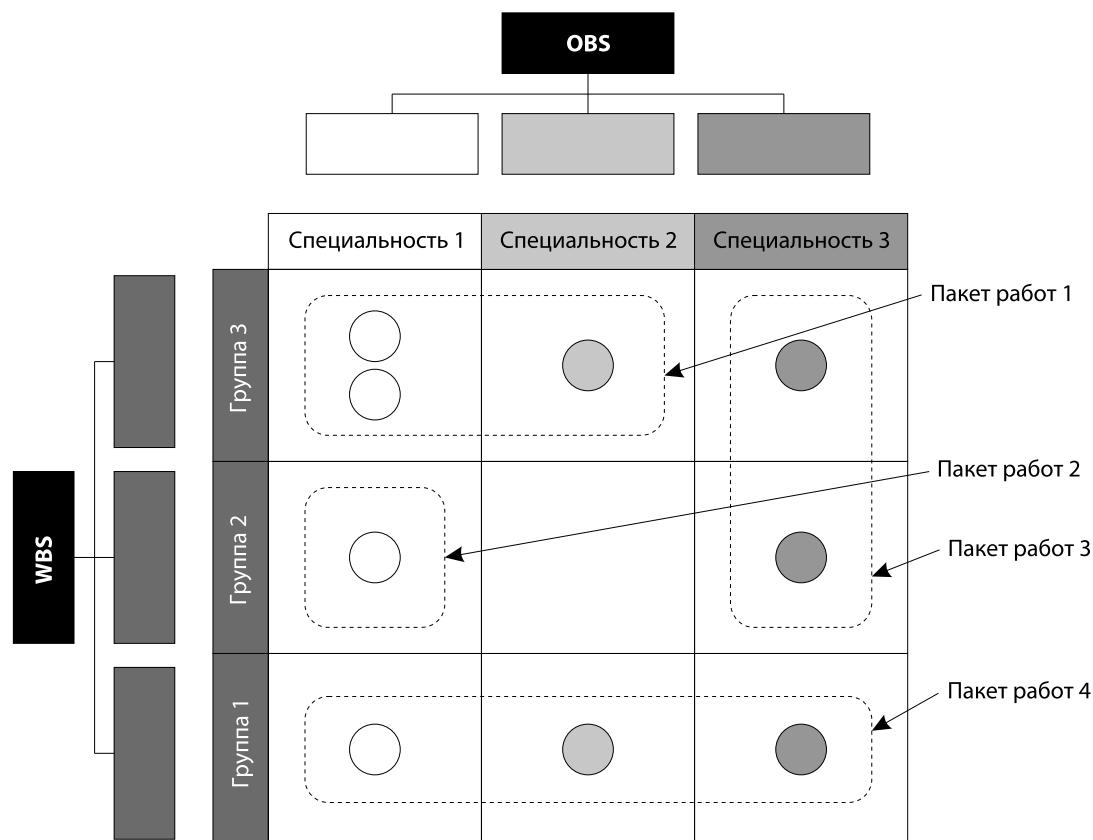 OBS
Специальность 1
Специальность 2
Специальность 3
Группа 3
Пакет работ 1
Пакет работ 2
WBS
Группа 2
Пакет работ 3
Группа 1
Пакет работ 4